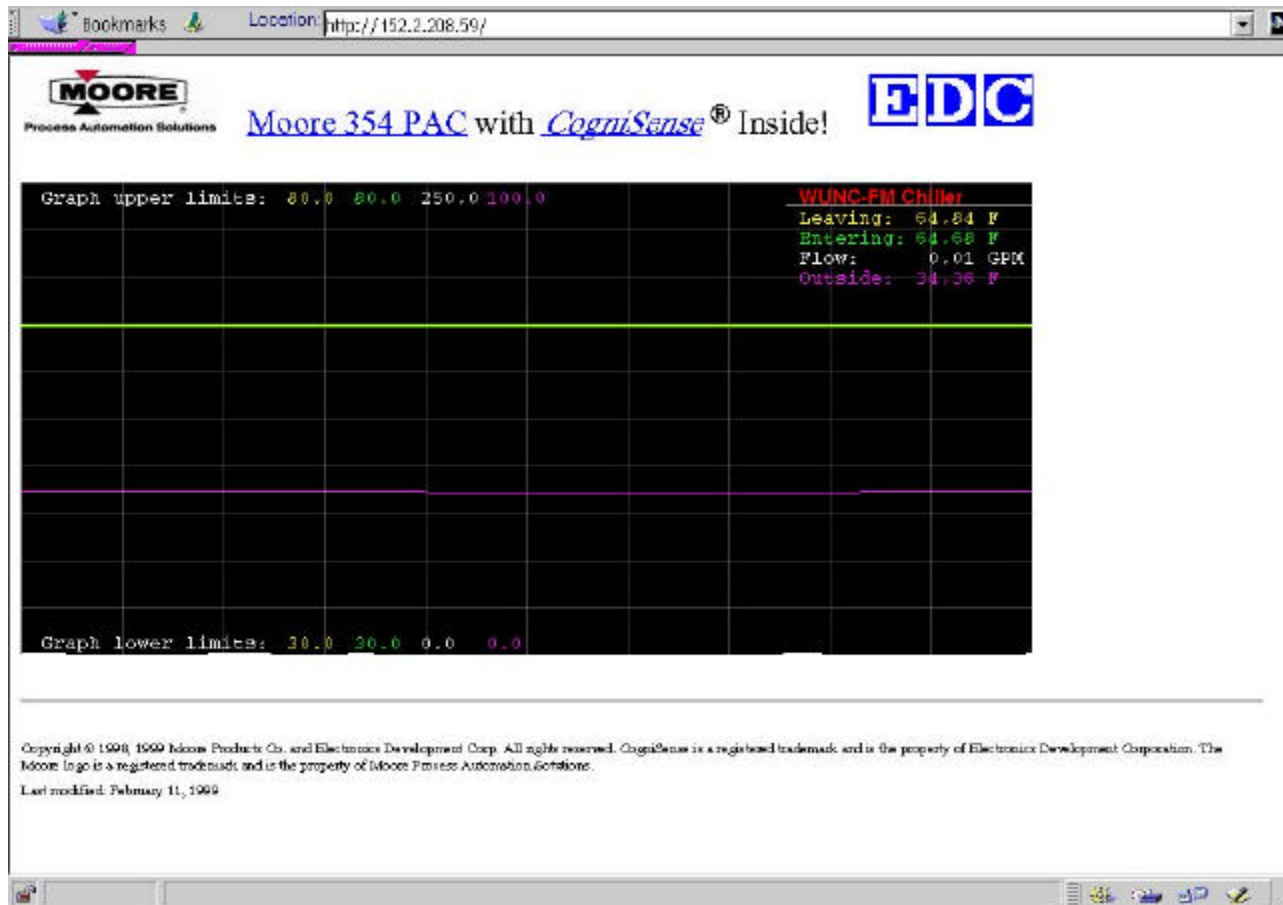 Bookmarks Location: http://152.2.208.59/
MOORE
Process Automation Solutions
Moore 354 PAC with CogniSense ® Inside!
EDC
Graph upper limits: 80.0 80.0 250.0 100.0
WUNC-FM Chiller
Leaving: 64.84 F
Entering: 64.68 F
Flow: 0.01 GPM
Outside: 34.36 F
Graph lower limits: 30.0 30.0 0.0 0.0
Copyright © 1998, 1999 Moore Products Co. and Electronics Development Corp. All rights reserved. CogniSense is a registered trademark and is the property of Electronics Development Corporation. The
Moore logo is a registered trademark and is the property of Moore Process Automation Solutions.
Last modified: February 11, 1999